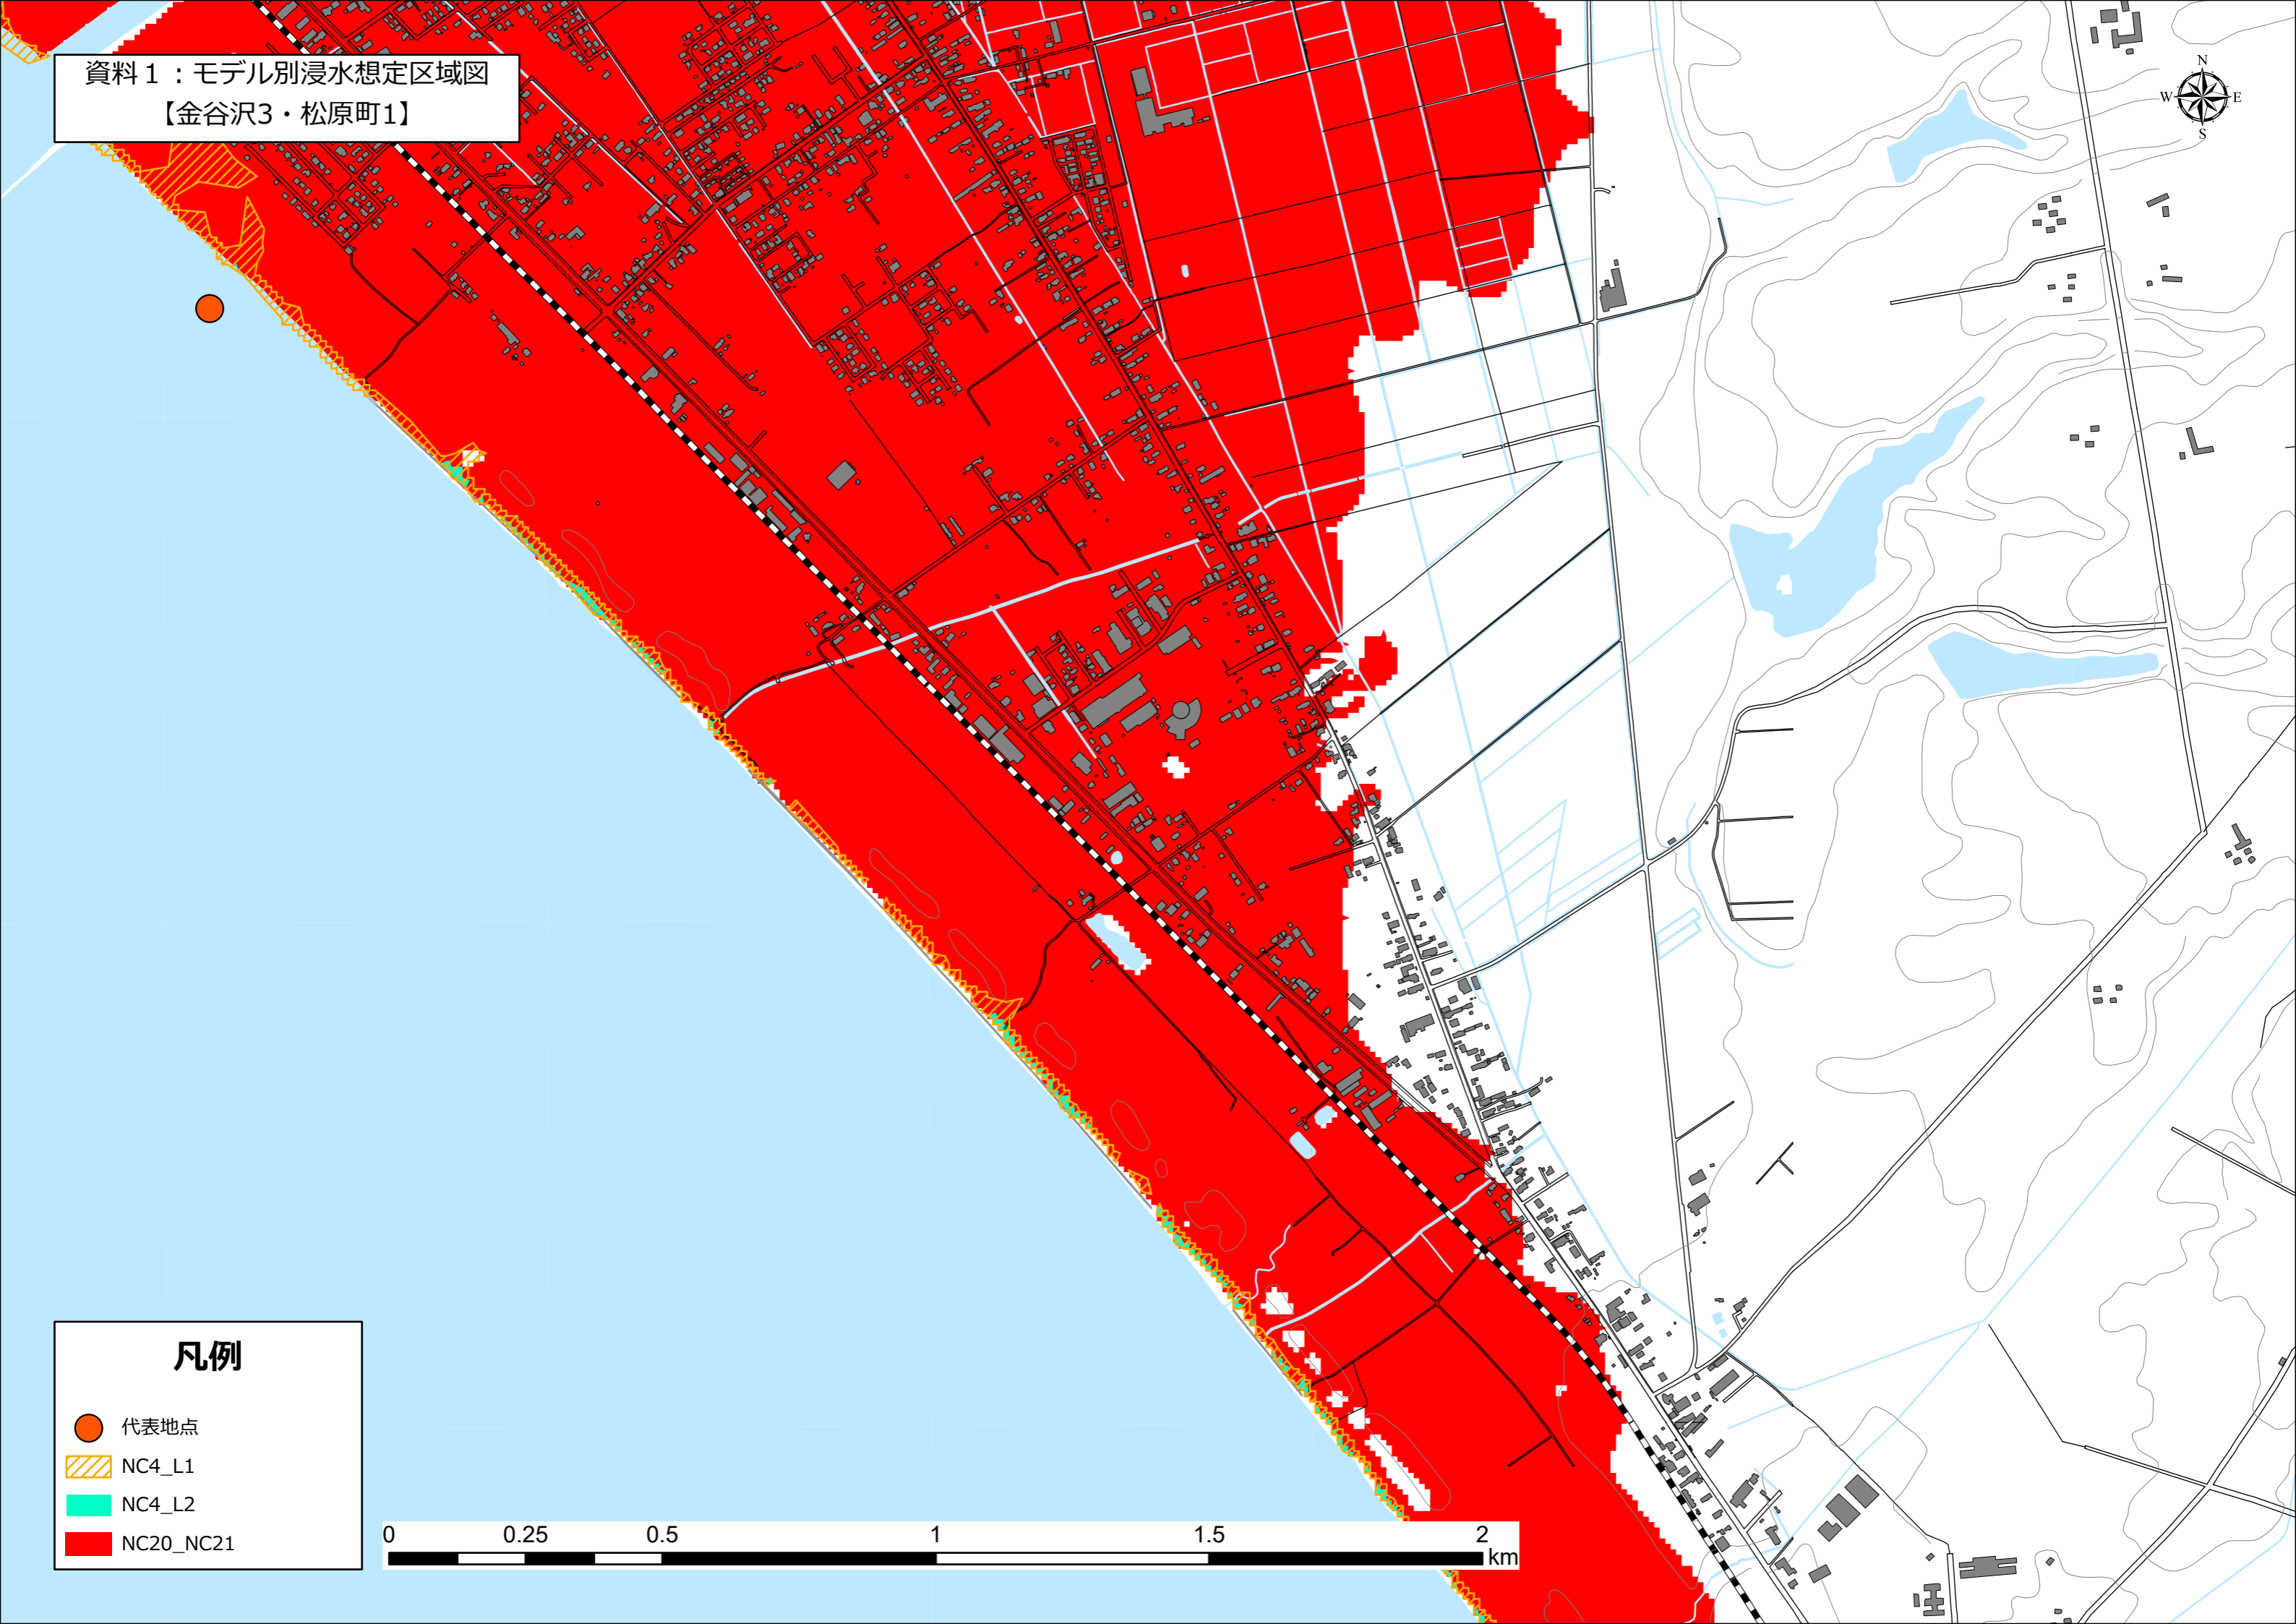 資料１：モデル別浸水想定区域図
【金谷沢3・松原町1】
N
W E
S
凡例
代表地点
NC4_L1
NC4_L2
NC20_NC21
0 0.25 0.5 1 1.5 2
km